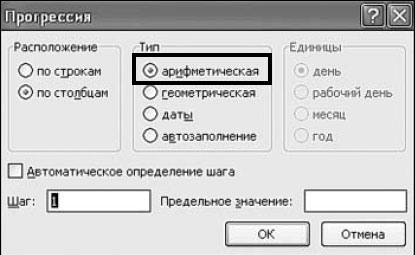 Прогрессия
Расположение
по строкам
по столбцам
Тип
арифметическая
геометрическая
даты
автозаполнение
Единицы
день
рабочий день
месяц
год
Автоматическое определение шага
Шаг: 1
Предельное значение:
ОК
Отмена